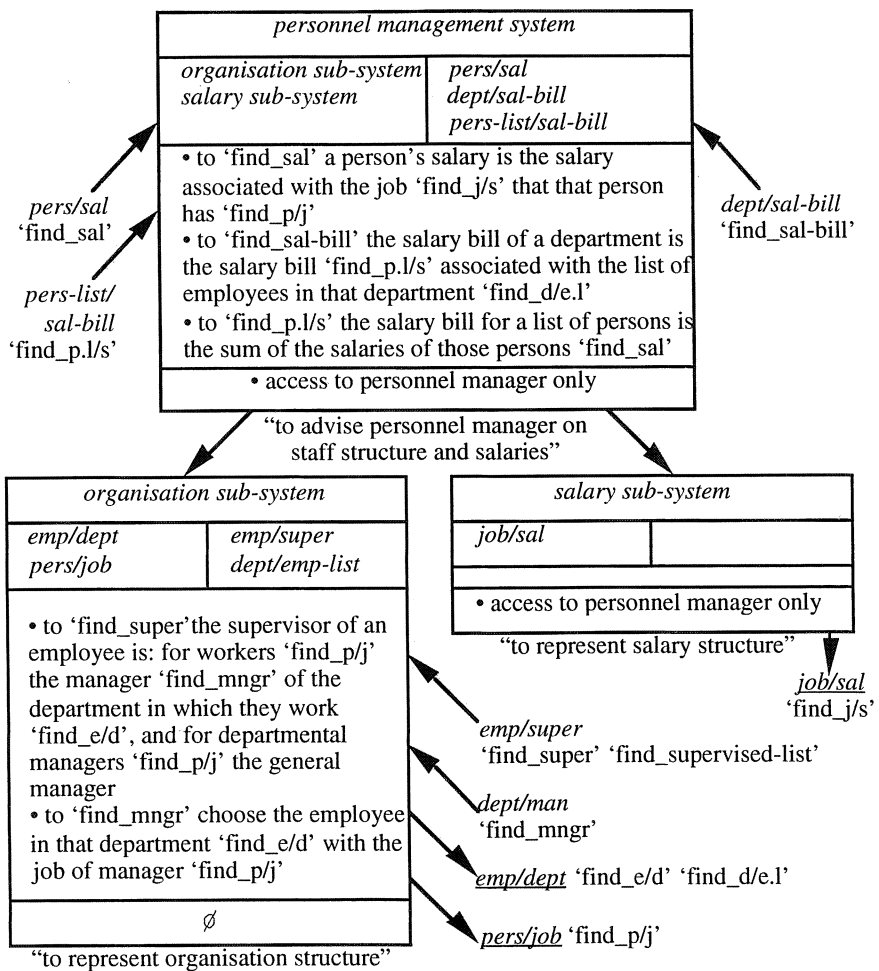 personnel management system
organisation sub-system
salary sub-system
pers/sal
dept/sal-bill
pers-list/sal-bill
• to ‘find_sal’ a person’s salary is the salary
associated with the job ‘find_j/s’ that that person
has ‘find_p/j’
• to ‘find_sal-bill’ the salary bill of a department is
the salary bill ‘find_p.l/s’ associated with the list of
employees in that department ‘find_d/e.l’
• to ‘find_p.l/s’ the salary bill for a list of persons is
the sum of the salaries of those persons ‘find_sal’
• access to personnel manager only
pers/sal
‘find_sal’
pers-list/
sal-bill
‘find_p.l/s’
dept/sal-bill
‘find_sal-bill’
“to advise personnel manager on
staff structure and salaries”
organisation sub-system
emp/dept
pers/job
emp/super
dept/emp-list
• to ‘find_super’the supervisor of an
employee is: for workers ‘find_p/j’
the manager ‘find_mngr’ of the
department in which they work
‘find_e/d’, and for departmental
managers ‘find_p/j’ the general
manager
• to ‘find_mngr’ choose the employee
in that department ‘find_e/d’ with the
job of manager ‘find_p/j’
∅
“to represent organisation structure”
salary sub-system
job/sal
• access to personnel manager only
“to represent salary structure”
job/sal
‘find_j/s’
emp/super
‘find_super’ ‘find_supervised-list’
dept/man
‘find_mngr’
emp/dept ‘find_e/d’ ‘find_d/e.l’
pers/job ‘find_p/j’